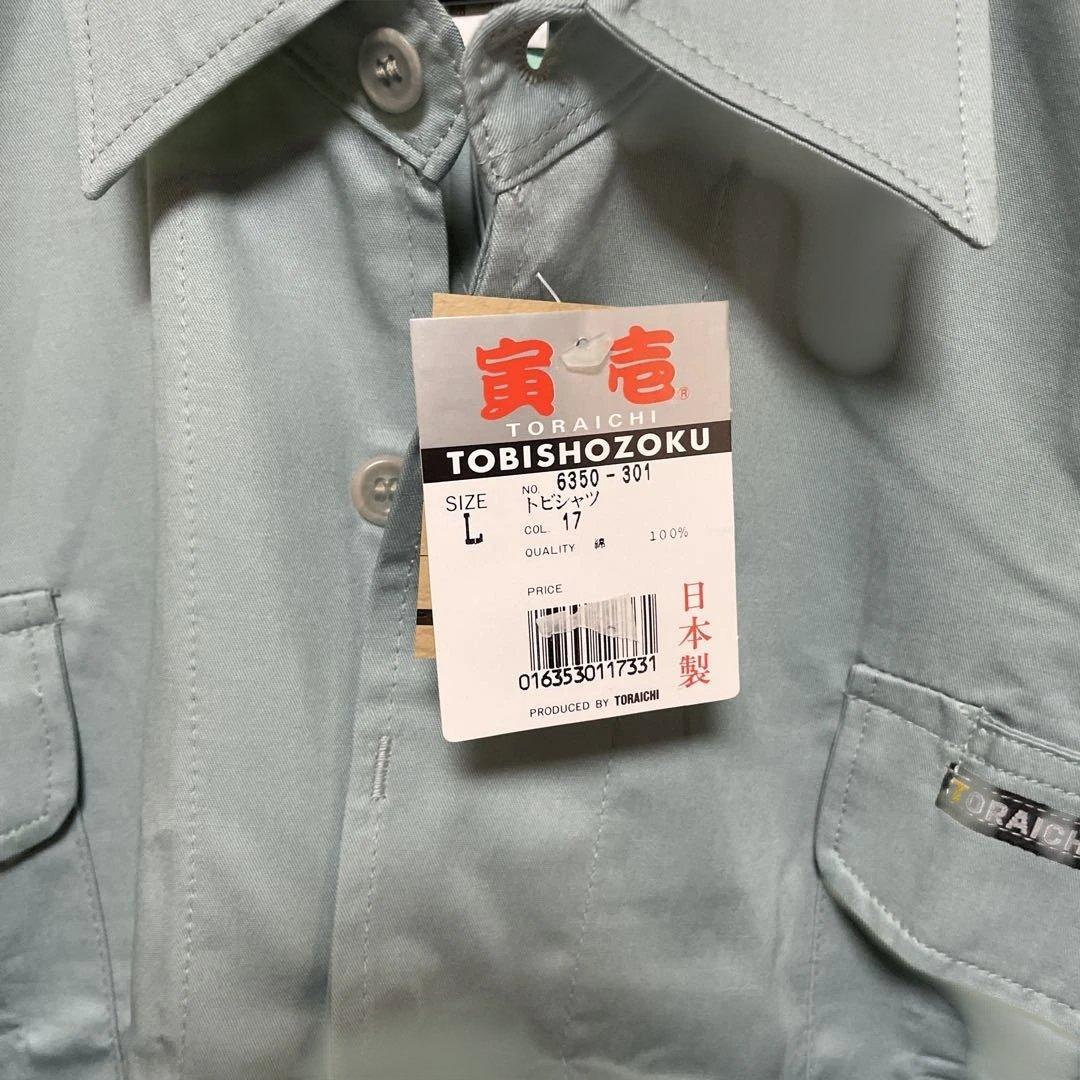 寅壱®
TORAICHI
TOBISHOZOKU
SIZE
L
NO. 6350-301
トビシャツ
COL. 17
QUALITY 綿 100%
PRICE
日本製
0163530117331
PRODUCED BY TORAICHI
TORAICH